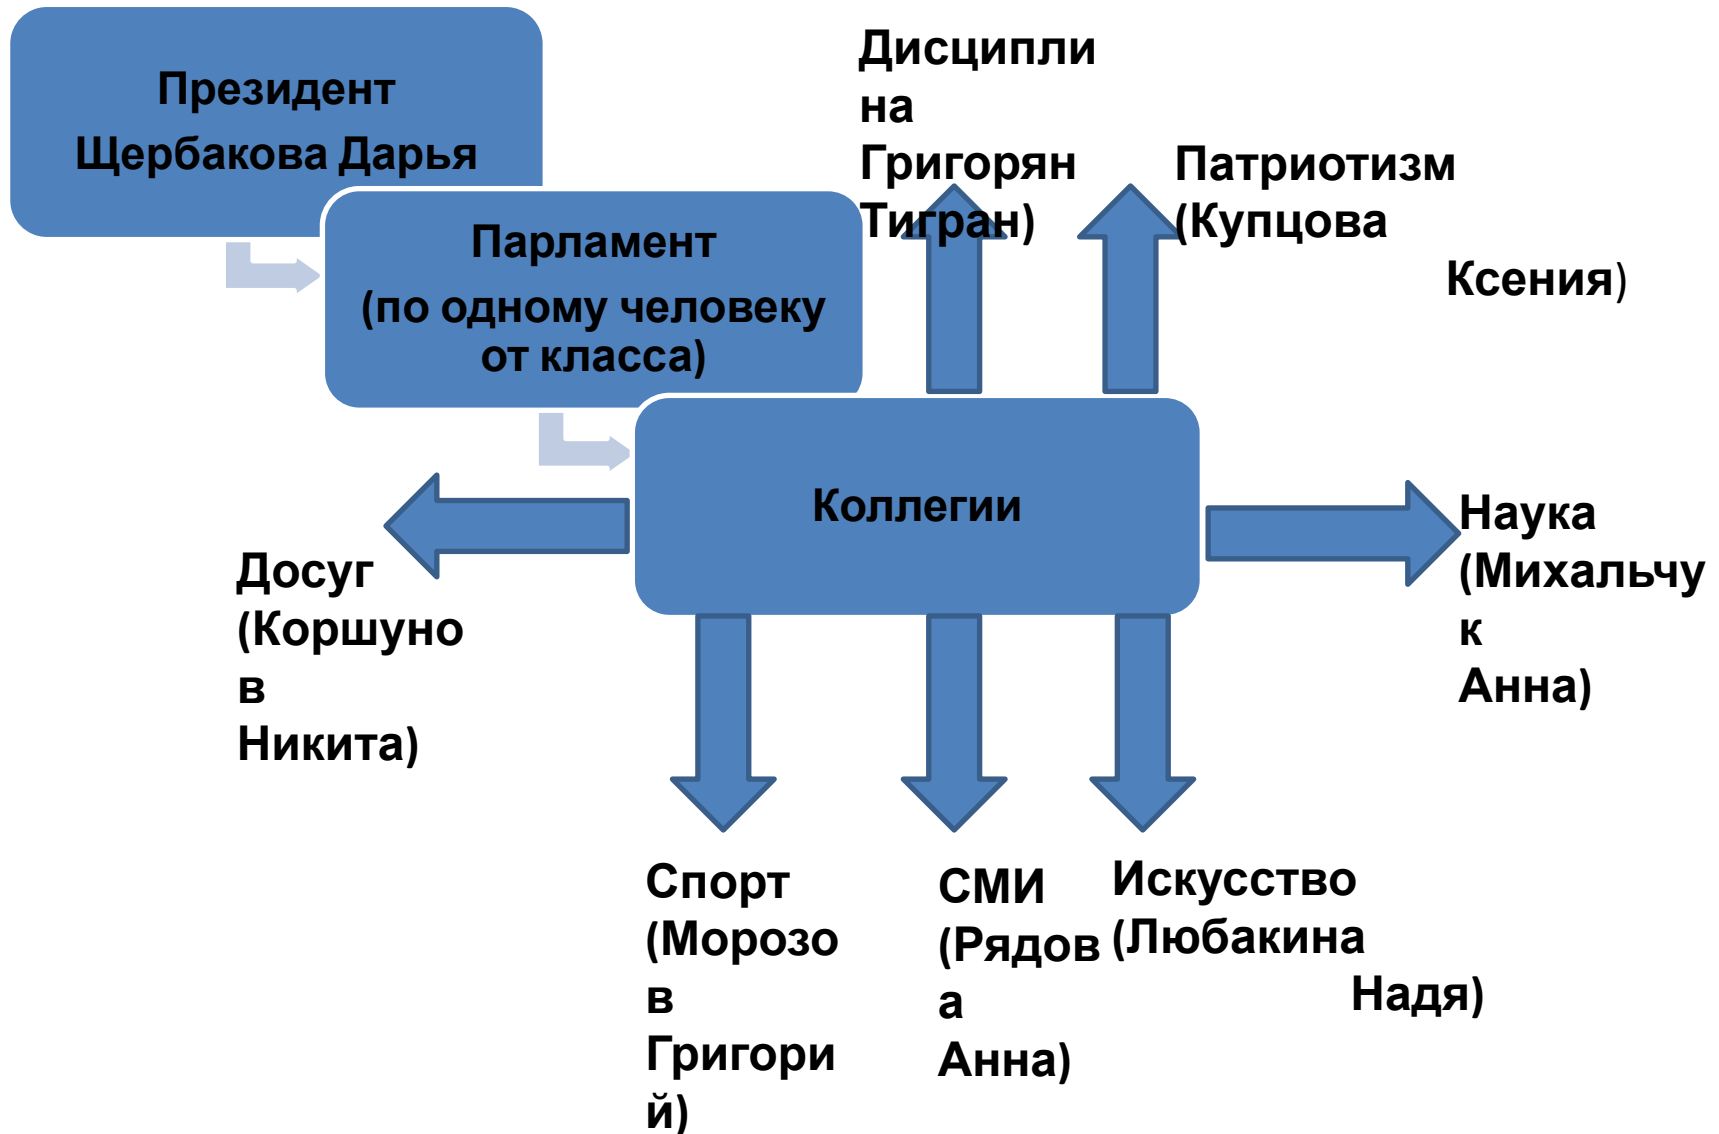 Президент
Щербакова Дарья
Парламент
(по одному человеку
от класса)
Коллегии
Дисципли
на
Григорян
Тигран)
Патриотизм
(Купцова
Ксения)
Наука
(Михальчу
к
Анна)
Досуг
(Коршуно
в
Никита)
Спорт
(Морозо
в
Григори
й)
СМИ
(Рядов
а
Анна)
Искусство
(Любакина
Надя)